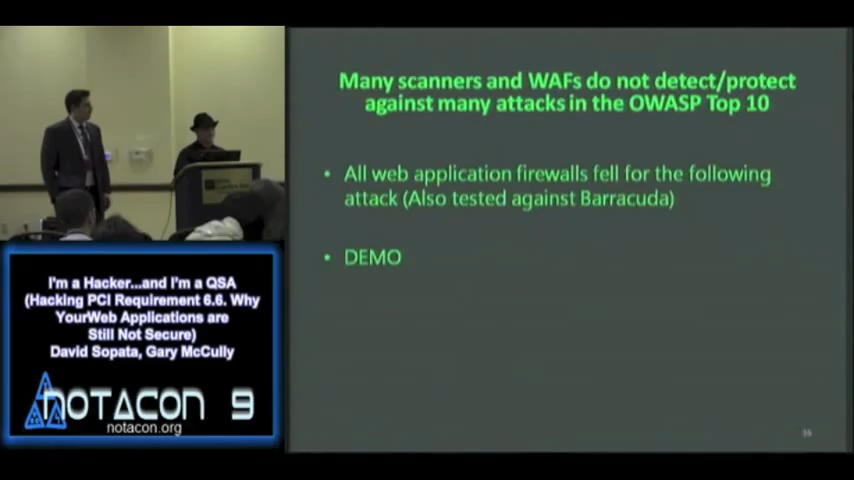 Many scanners and WAFs do not detect/protect
against many attacks in the OWASP Top 10
• All web application firewalls fell for the following
attack (Also tested against Barracuda)
• DEMO
I'm a Hacker...and I'm a QSA
(Hacking PCI Requirement 6.6. Why
YourWeb Applications are
Still Not Secure)
David Sopata, Gary McCully
NOTACON 9
notacon.org